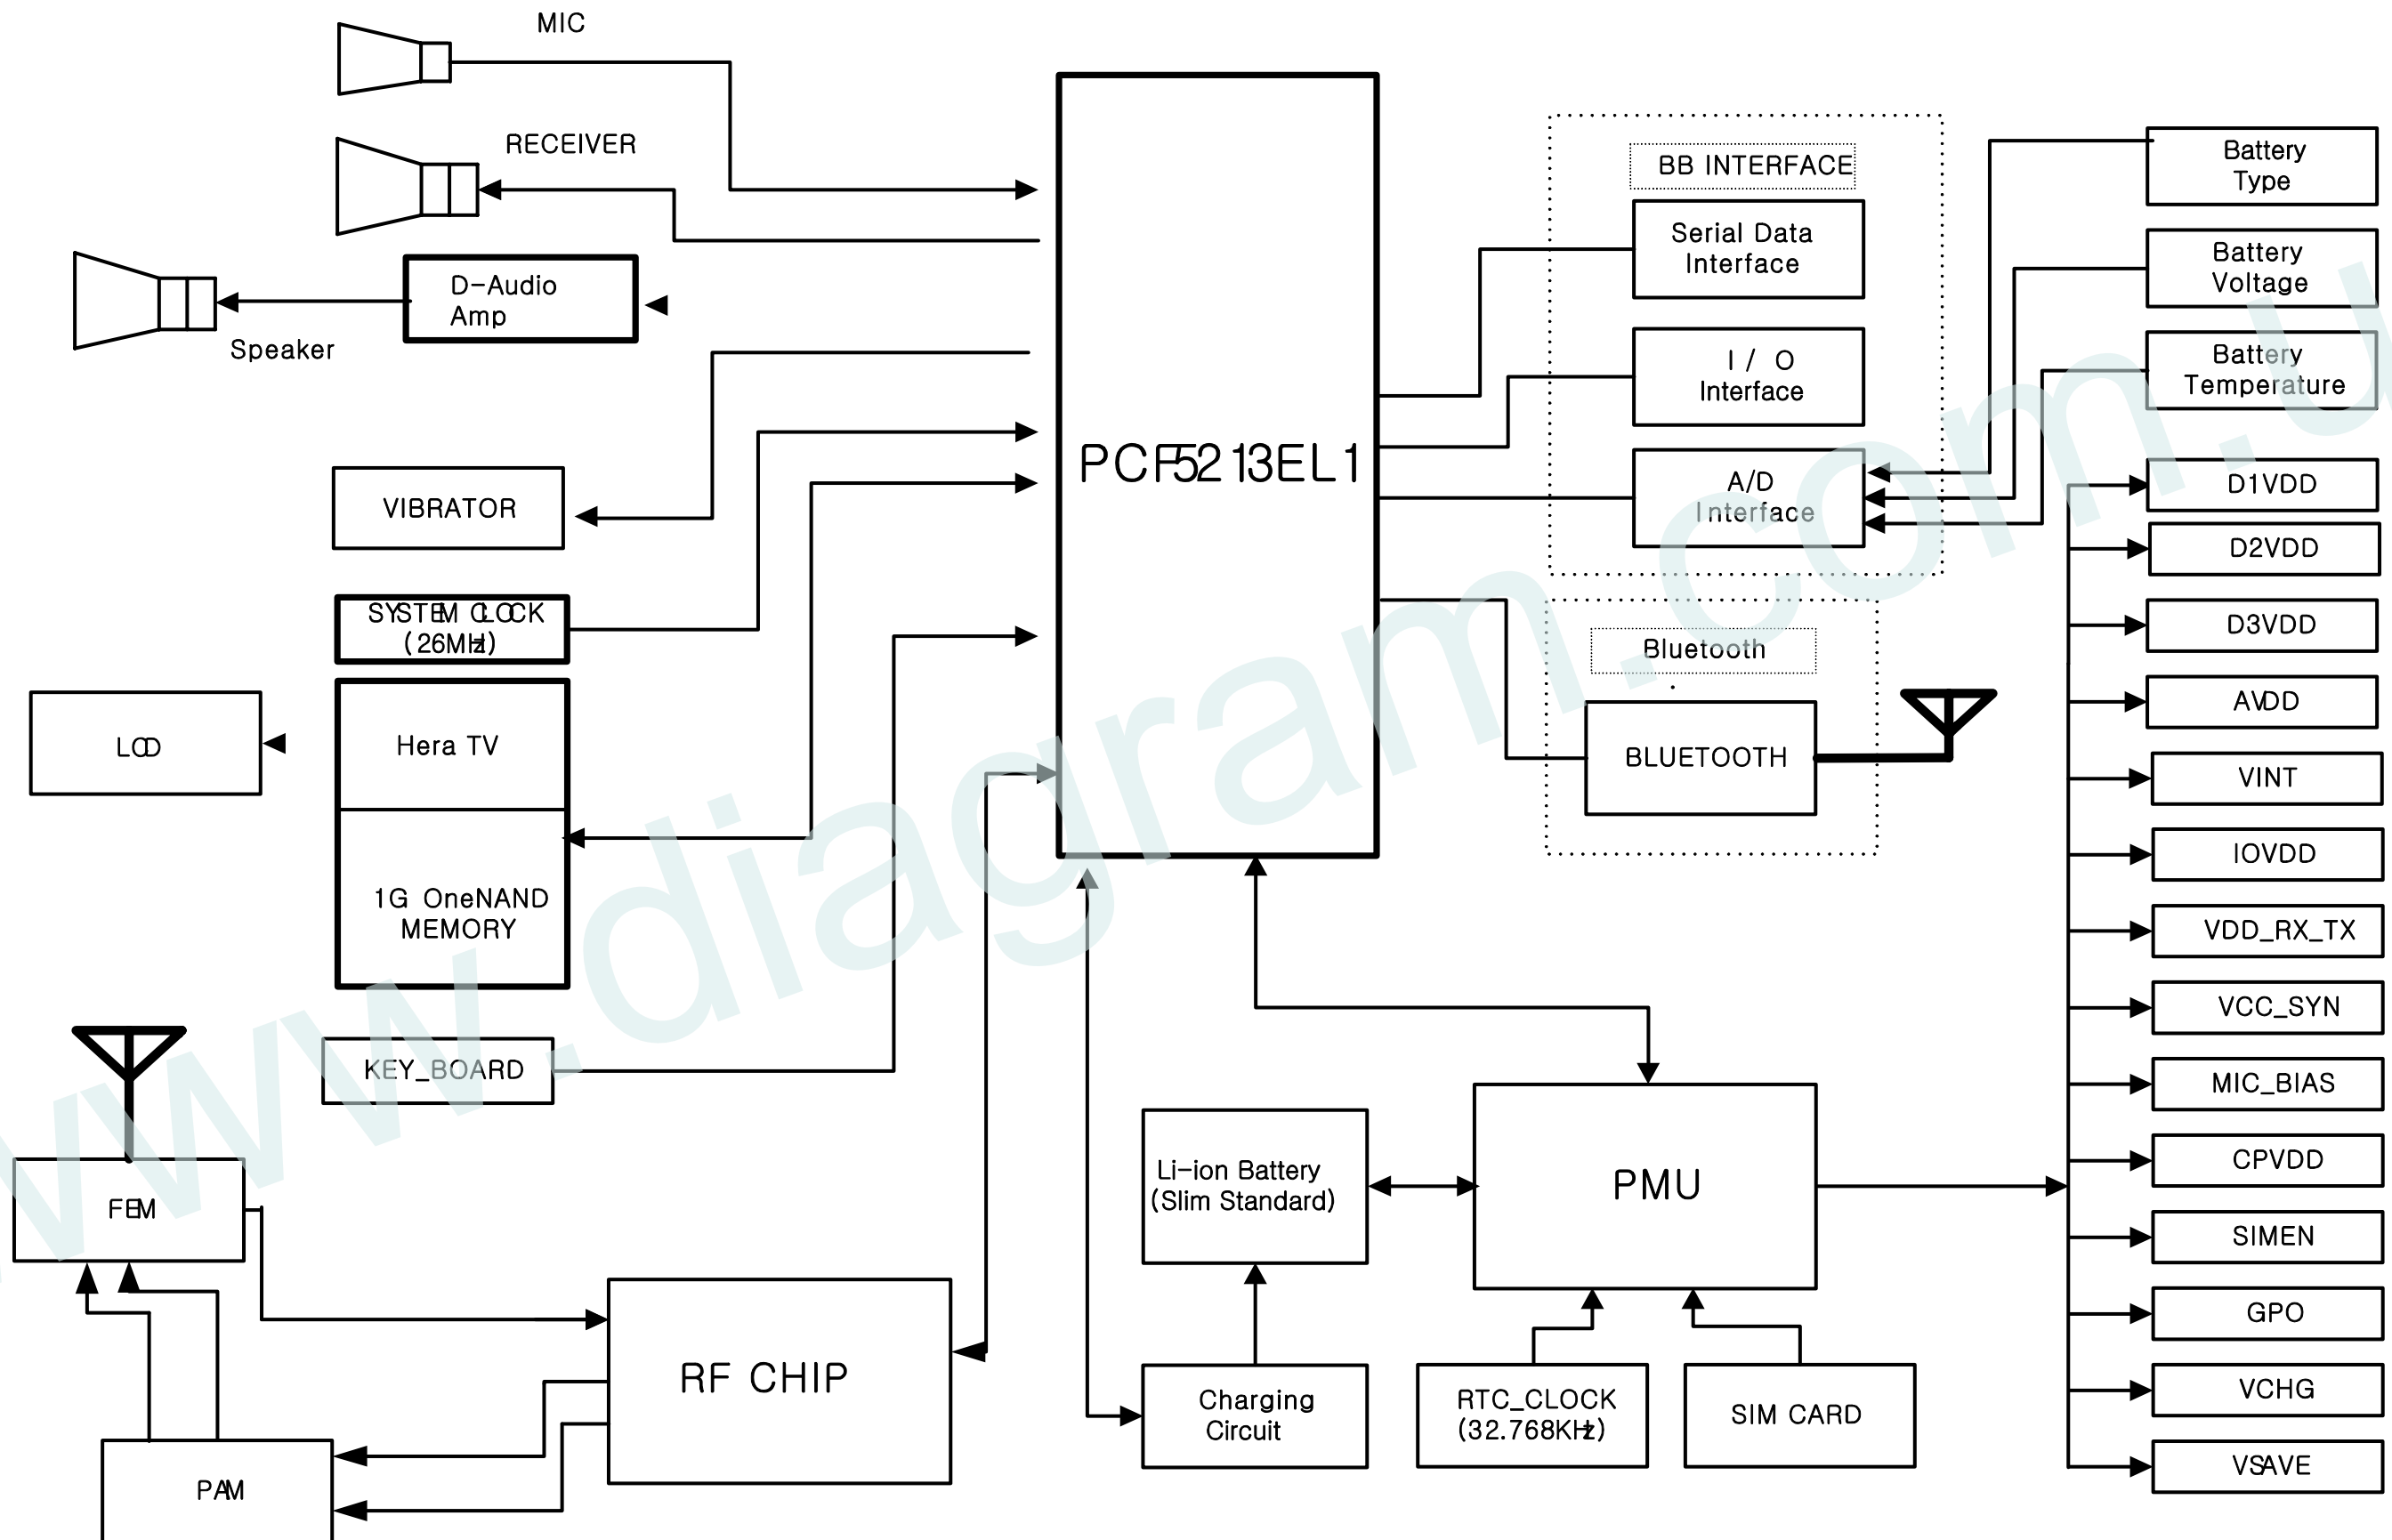 MIC
RECEIVER
D-Audio
Amp
Speaker
VIBRATOR
SYSTEM CLOCK
(26MHz)
LCD
Hera TV
1G OneNAND
MEMORY
KEY_BOARD
FEM
PAM
RF CHIP
PCF5213EL1
BB INTERFACE
Serial Data
Interface
I / O
Interface
A/D
Interface
Bluetooth
BLUETOOTH
Li-ion Battery
(Slim Standard)
PMU
Charging
Circuit
RTC_CLOCK
(32.768KHz)
SIM CARD
Battery
Type
Battery
Voltage
Battery
Temperature
D1VDD
D2VDD
D3VDD
AVDD
VINT
IOVDD
VDD_RX_TX
VCC_SYN
MIC_BIAS
CPVDD
SIMEN
GPO
VCHG
VSAVE
ww.diagram.com.u